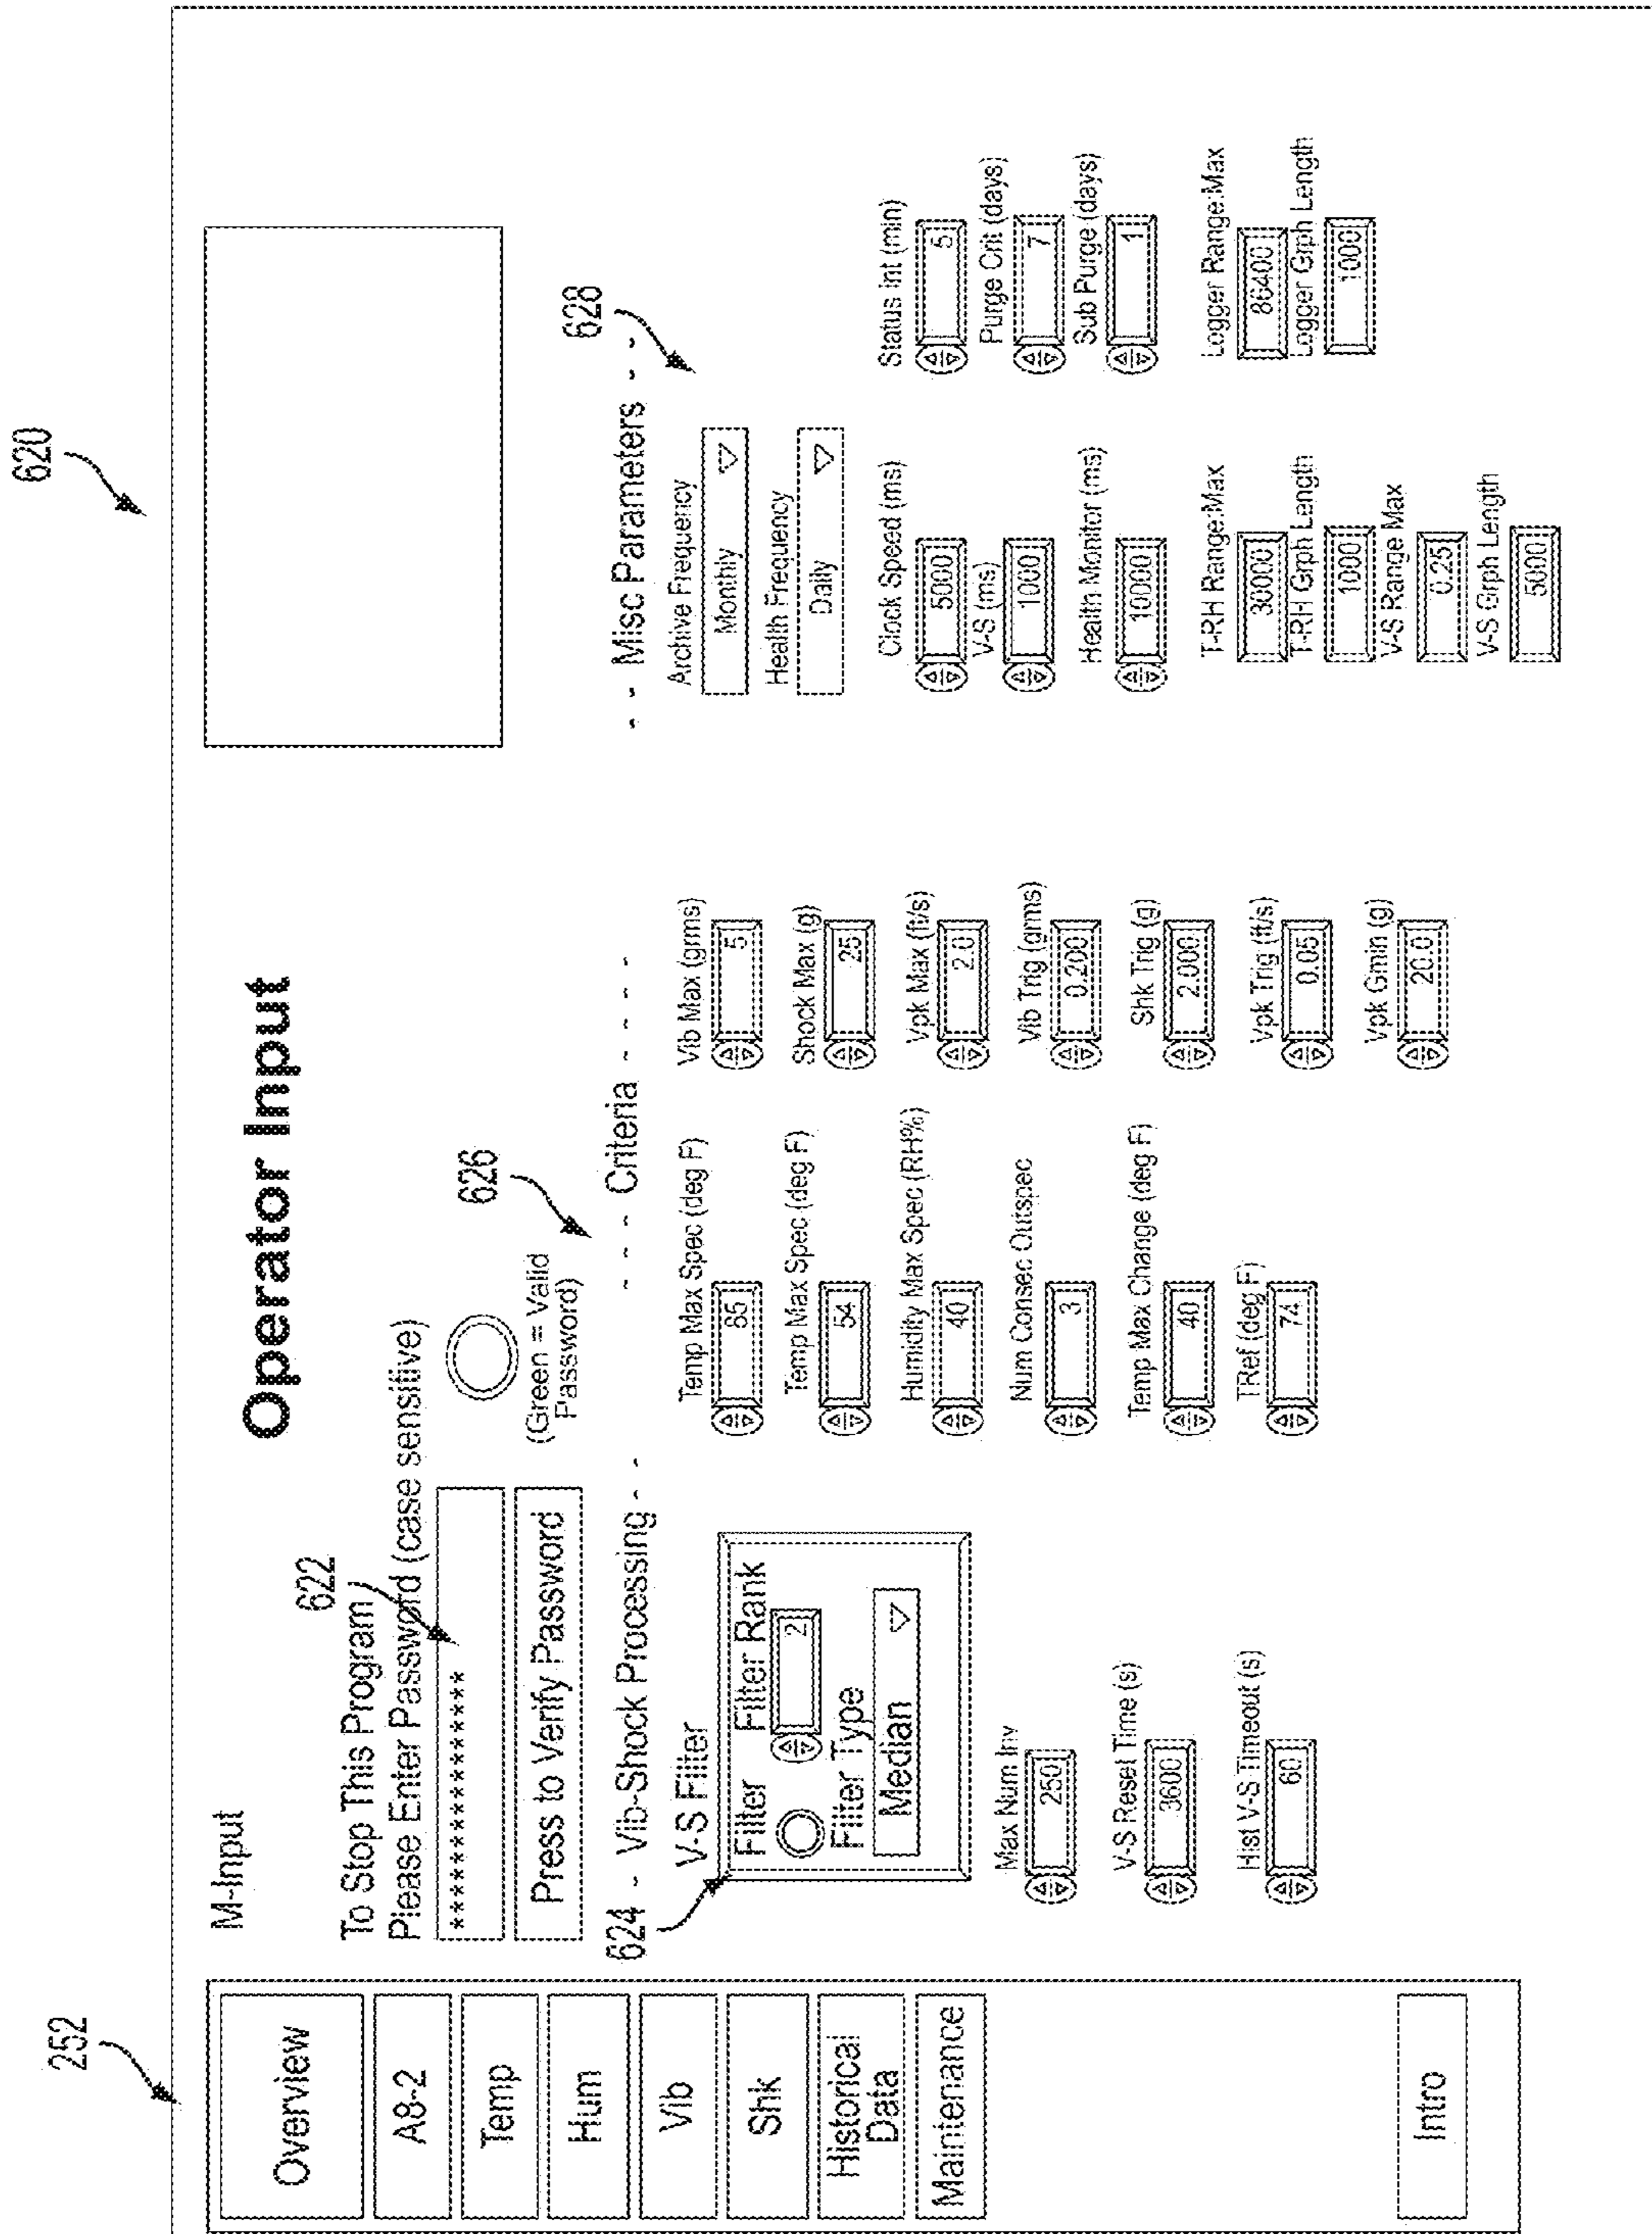 620
252
Overview
A8-2
Temp
Hum
Vib
Shk
Historical
Data
Maintenance
Intro
M-Input
Operator Input
To Stop This Program
Please Enter Password (case sensitive)
622
******************
Press to Verify Password
(Green = Valid
Password)
624
- Vib-Shock Processing - -
V-S Filter
Filter
Filter Rank
2
Filter Type
Median
Max Num Inv
250
V-S Reset Time (s)
3600
Hist V-S Timeout (s)
60
626
- - - Criteria - - - - -
Temp Max Spec (deg F)
85
Temp Max Spec (deg F)
54
Humidity Max Spec (RH%)
40
Num Consec Outspec
3
Temp Max Change (deg F)
40
TRef (deg F)
74
Vib Max (grms)
5
Shock Max (g)
25
Vpk Max (ft/s)
2.0
Vib Trig (grms)
0.200
Shk Trig (g)
2.000
Vpk Trig (ft/s)
0.05
Vpk Gmin (g)
20.0
628
- - Misc Parameters - - -
Archive Frequency
Monthly
Health Frequency
Daily
Clock Speed (ms)
5000
V-S (ms)
1000
Health Monitor (ms)
10000
T-RH Range:Max
30000
T-RH Grph Length
1000
V-S Range Max
0.25
V-S Grph Length
5000
Status Int (min)
5
Purge Crit (days)
7
Sub Purge (days)
1
Logger Range:Max
86400
Logger Grph Length
1000